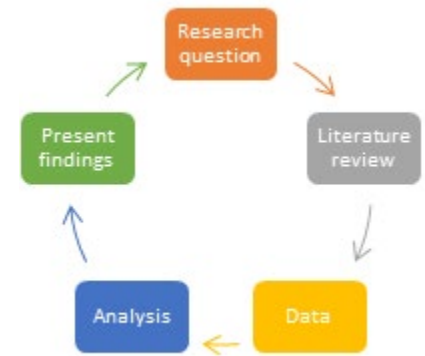 Research
question
Literature
review
Data
Analysis
Present
findings